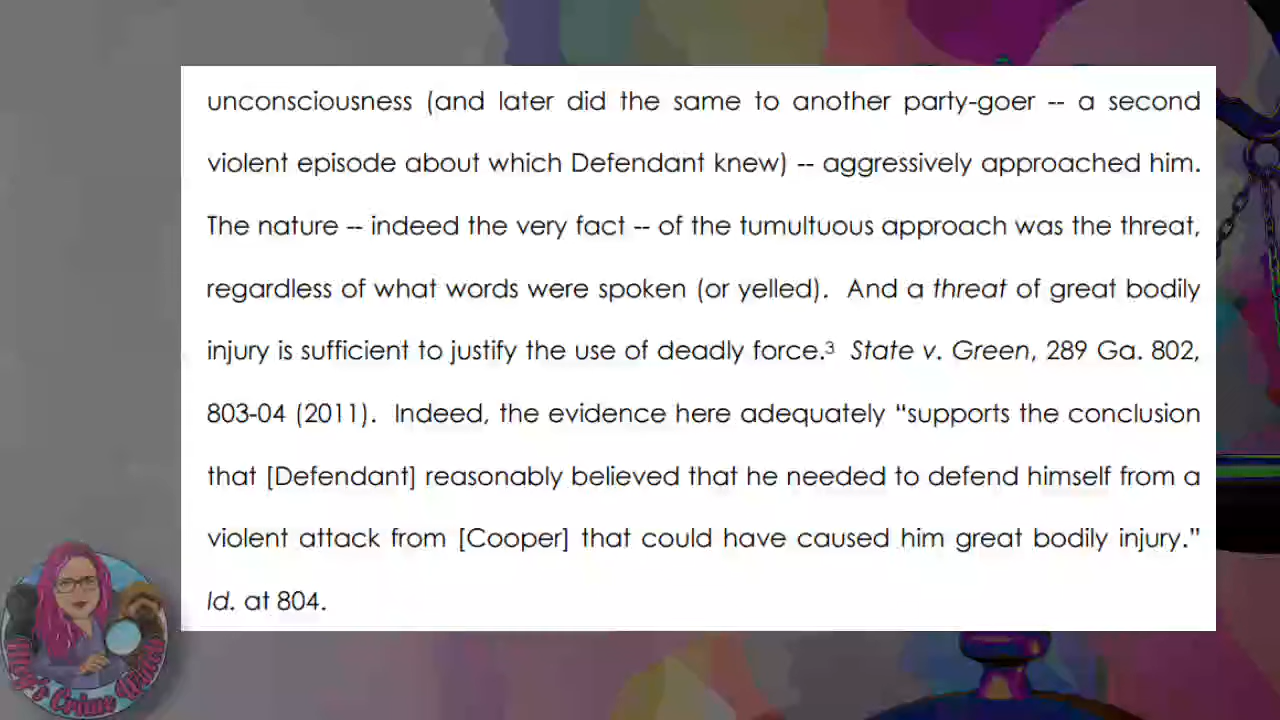 unconsciousness (and later did the same to another party-goer -- a second
violent episode about which Defendant knew) -- aggressively approached him.
The nature -- indeed the very fact -- of the tumultuous approach was the threat,
regardless of what words were spoken (or yelled). And a threat of great bodily
injury is sufficient to justify the use of deadly force.³ State v. Green, 289 Ga. 802,
803-04 (2011). Indeed, the evidence here adequately “supports the conclusion
that [Defendant] reasonably believed that he needed to defend himself from a
violent attack from [Cooper] that could have caused him great bodily injury.”
Id. at 804.
Crime